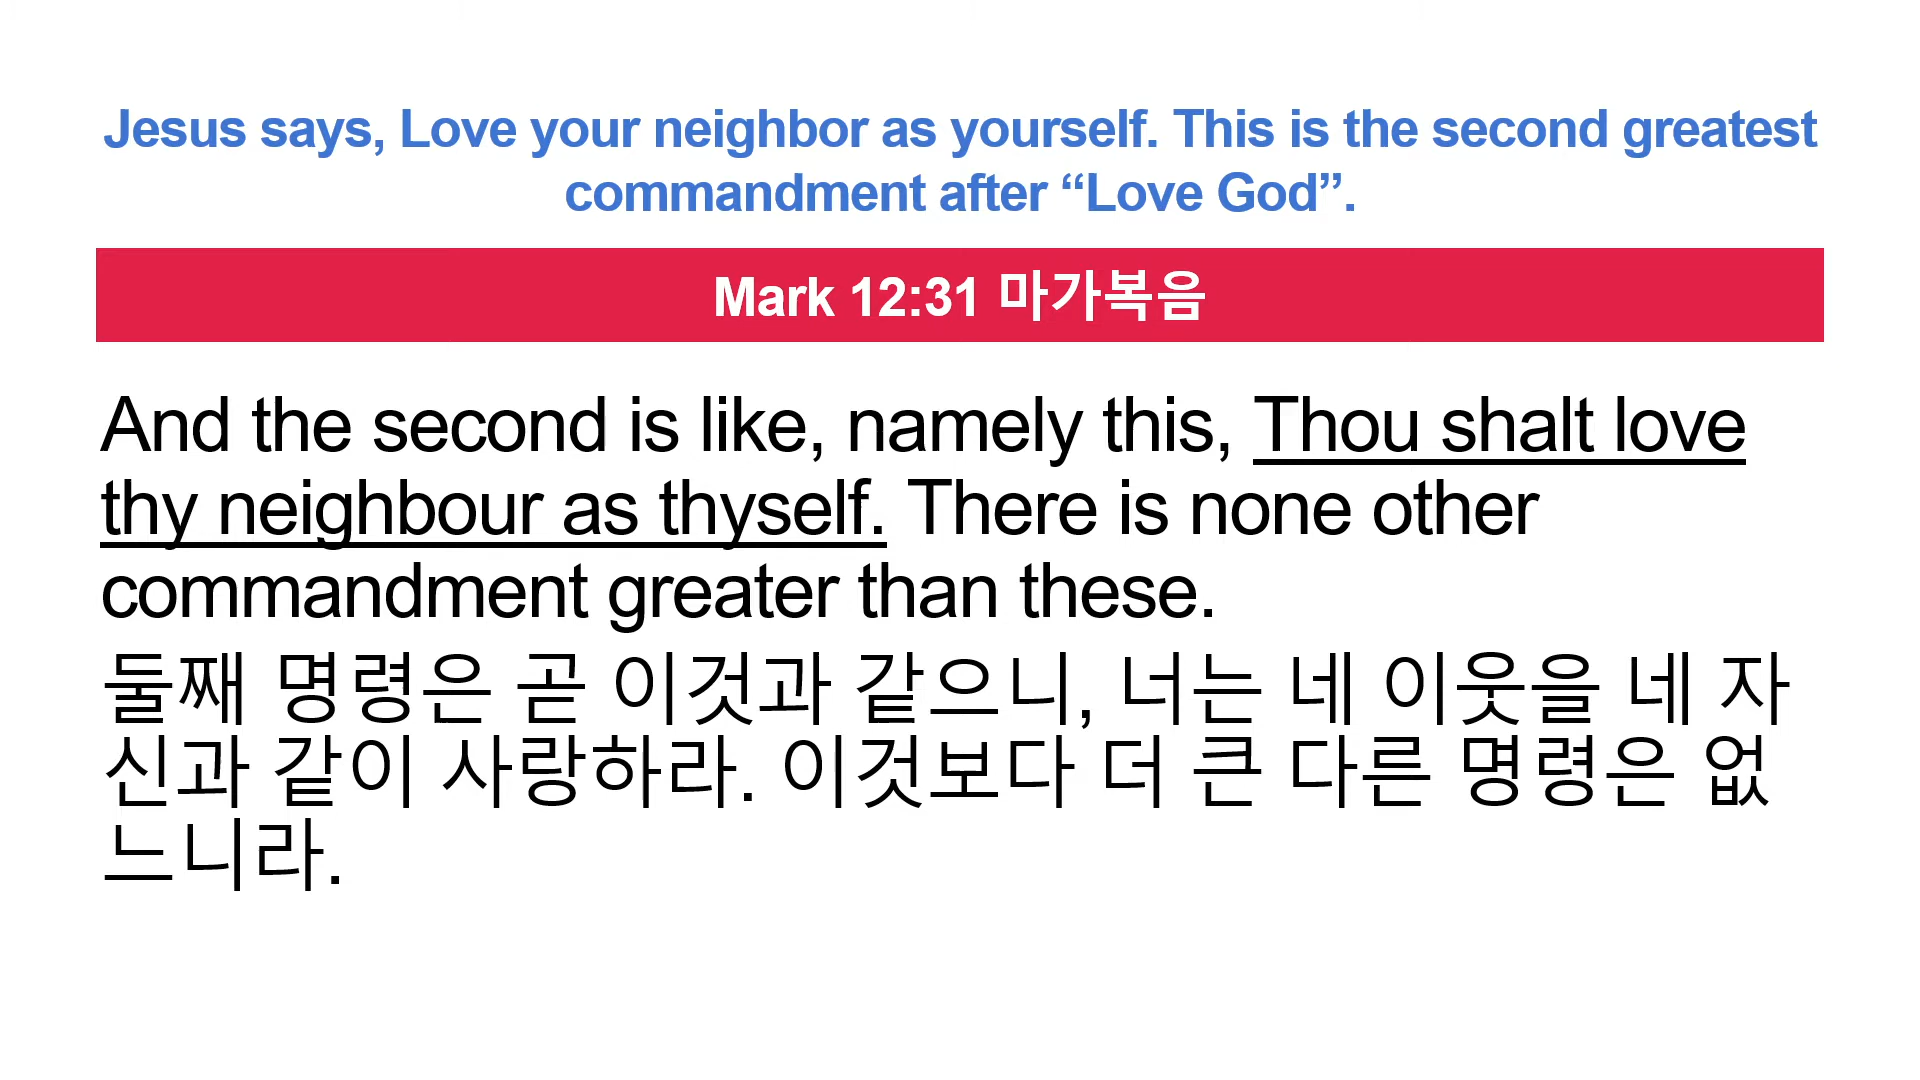 Jesus says, Love your neighbor as yourself. This is the second greatest
commandment after “Love God”.
Mark 12:31 마가복음
And the second is like, namely this, Thou shalt love
thy neighbour as thyself. There is none other
commandment greater than these.
둘째 명령은 곧 이것과 같으니, 너는 네 이웃을 네 자
신과 같이 사랑하라. 이것보다 더 큰 다른 명령은 없
느니라.